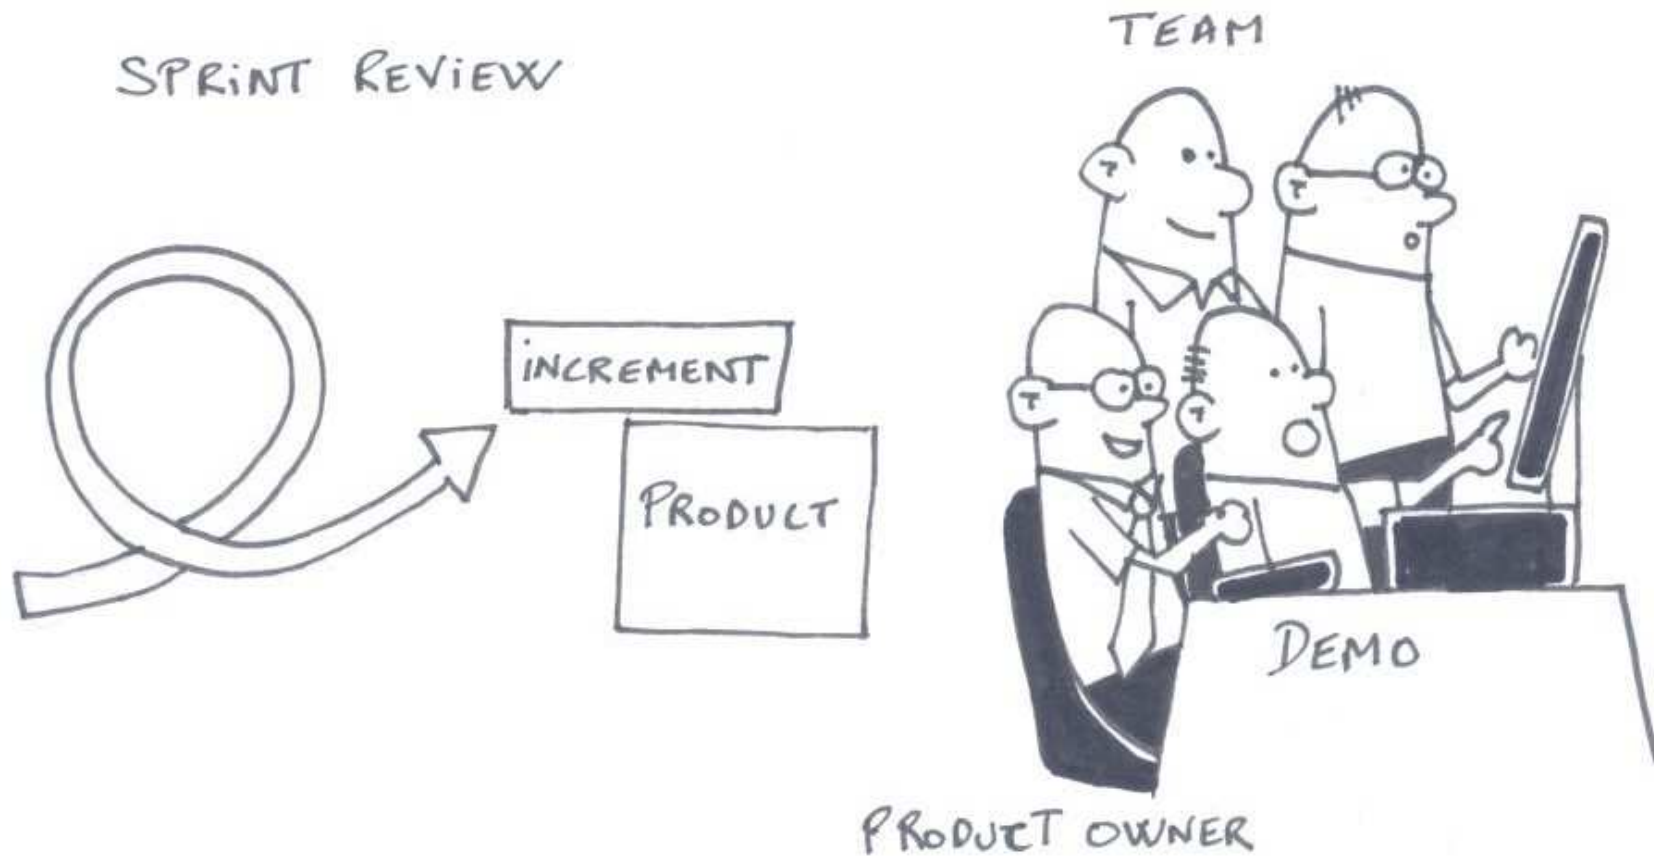 SPRiNT REViEW
TEAM
iNCREMENT
PRODUCT
DEMO
PRODUCT OWNER